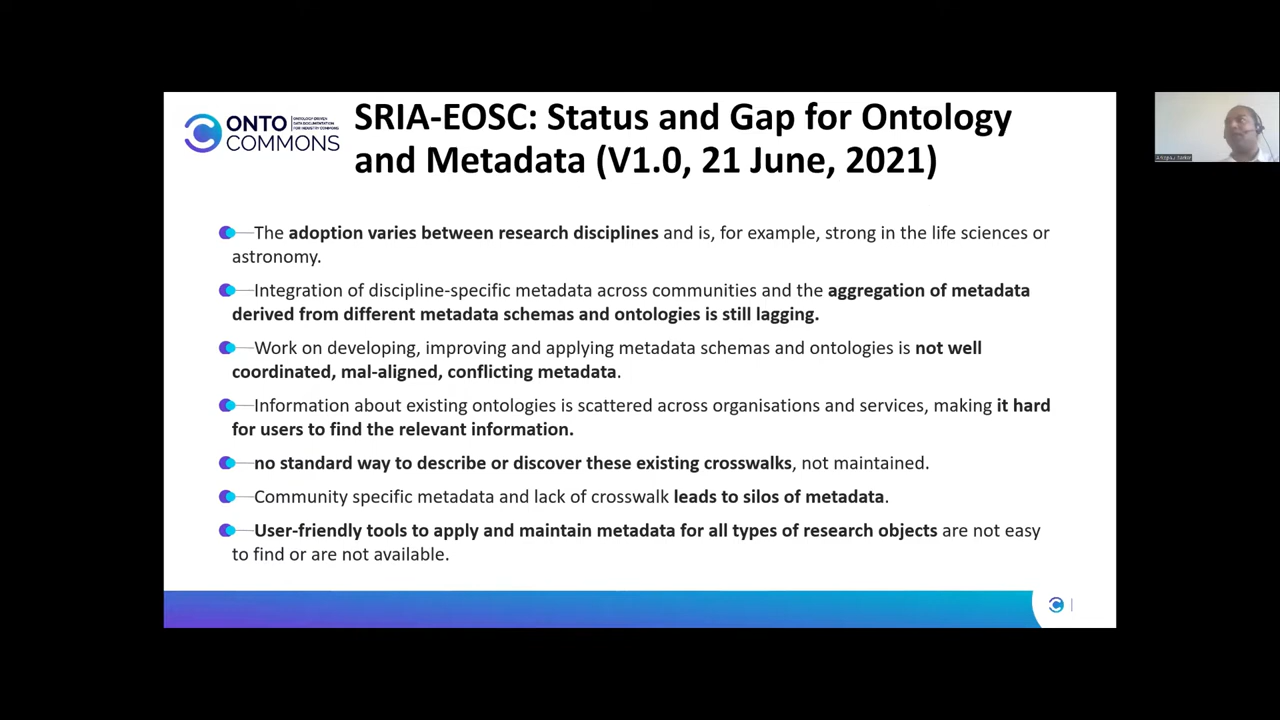 ONTO
COMMONS
ONTOLOGY-DRIVEN
DATA DOCUMENTATION
FOR INDUSTRY COMMONS
SRIA-EOSC: Status and Gap for Ontology
and Metadata (V1.0, 21 June, 2021)
The adoption varies between research disciplines and is, for example, strong in the life sciences or
astronomy.
Integration of discipline-specific metadata across communities and the aggregation of metadata
derived from different metadata schemas and ontologies is still lagging.
Work on developing, improving and applying metadata schemas and ontologies is not well
coordinated, mal-aligned, conflicting metadata.
Information about existing ontologies is scattered across organisations and services, making it hard
for users to find the relevant information.
no standard way to describe or discover these existing crosswalks, not maintained.
Community specific metadata and lack of crosswalk leads to silos of metadata.
User-friendly tools to apply and maintain metadata for all types of research objects are not easy
to find or are not available.